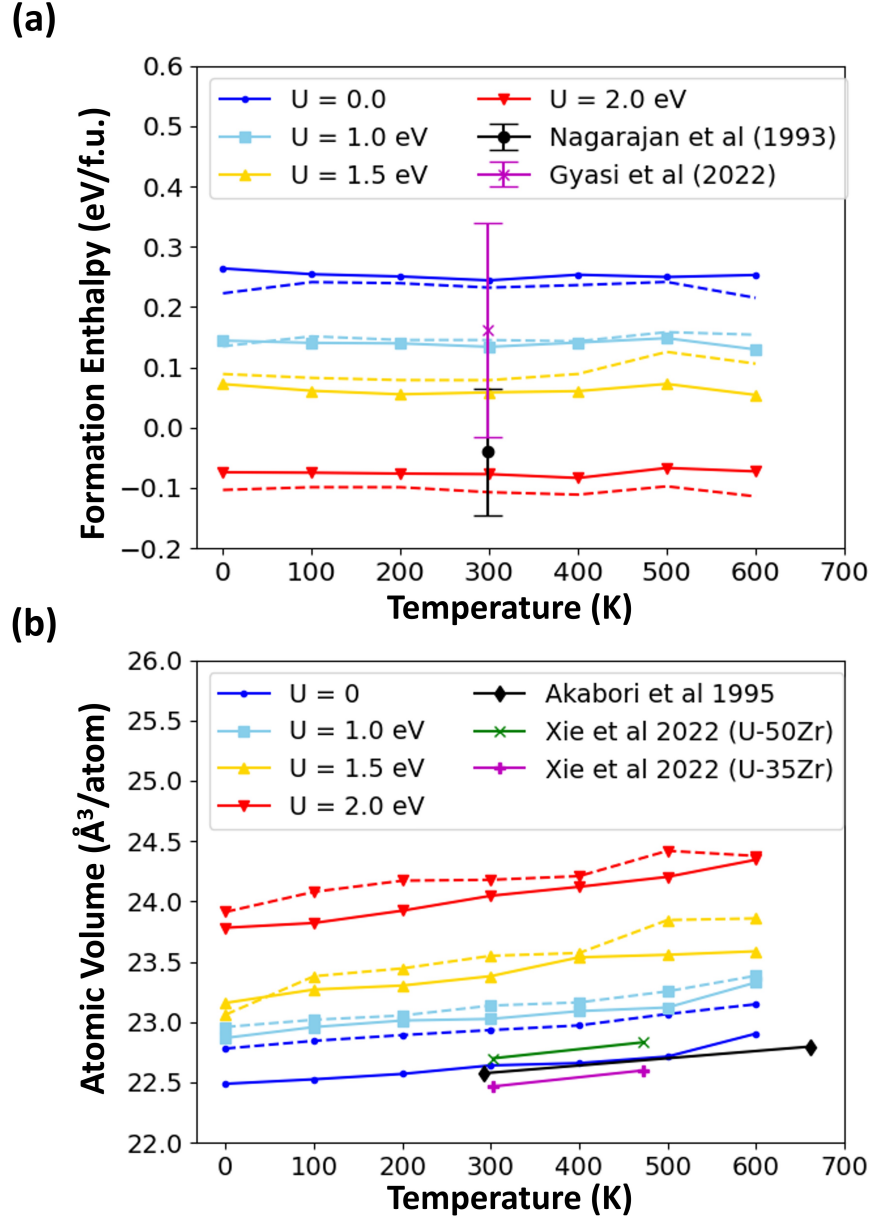 (a)
Formation Enthalpy (eV/f.u.)
0.6
0.5
0.4
0.3
0.2
0.1
0.0
−0.1
−0.2
U = 0.0
U = 1.0 eV
U = 1.5 eV
U = 2.0 eV
Nagarajan et al (1993)
Gyasi et al (2022)
0 100 200 300 400 500 600 700
Temperature (K)
(b)
Atomic Volume (Å³/atom)
26.0
25.5
25.0
24.5
24.0
23.5
23.0
22.5
22.0
U = 0
U = 1.0 eV
U = 1.5 eV
U = 2.0 eV
Akabori et al 1995
Xie et al 2022 (U-50Zr)
Xie et al 2022 (U-35Zr)
0 100 200 300 400 500 600 700
Temperature (K)